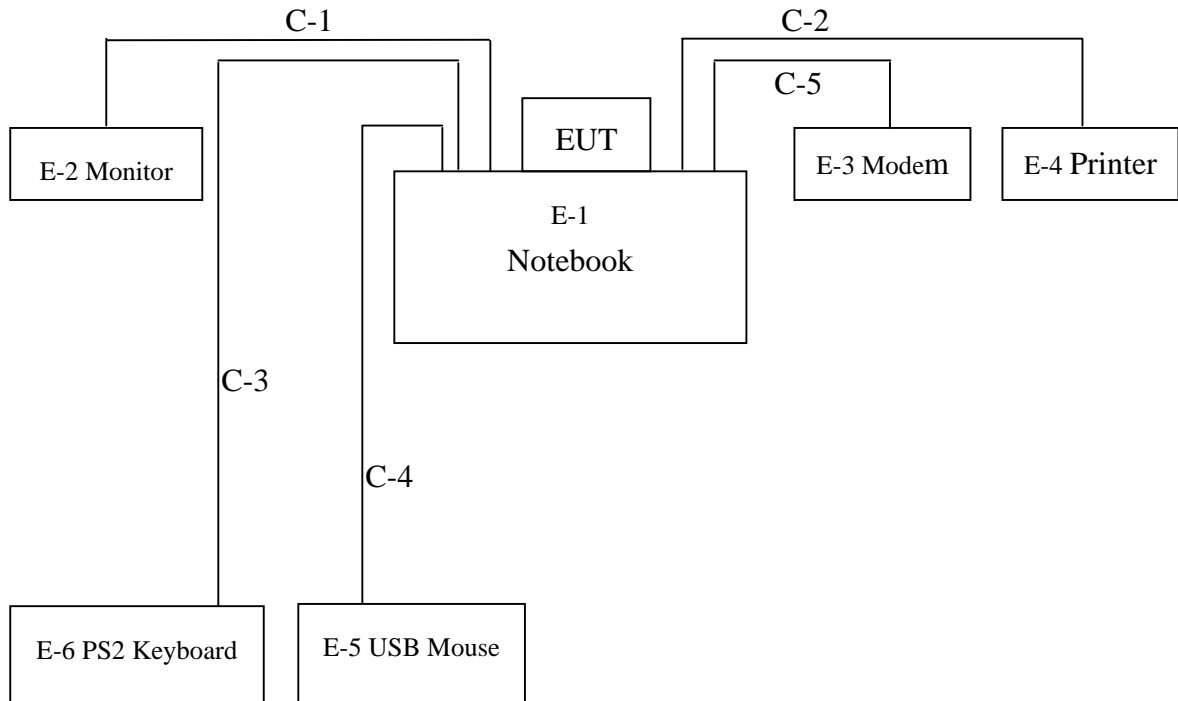 C-1
C-2
C-5
EUT
E-2 Monitor
E-3 Modem
E-4 Printer
E-1
Notebook
C-3
C-4
E-6 PS2 Keyboard
E-5 USB Mouse